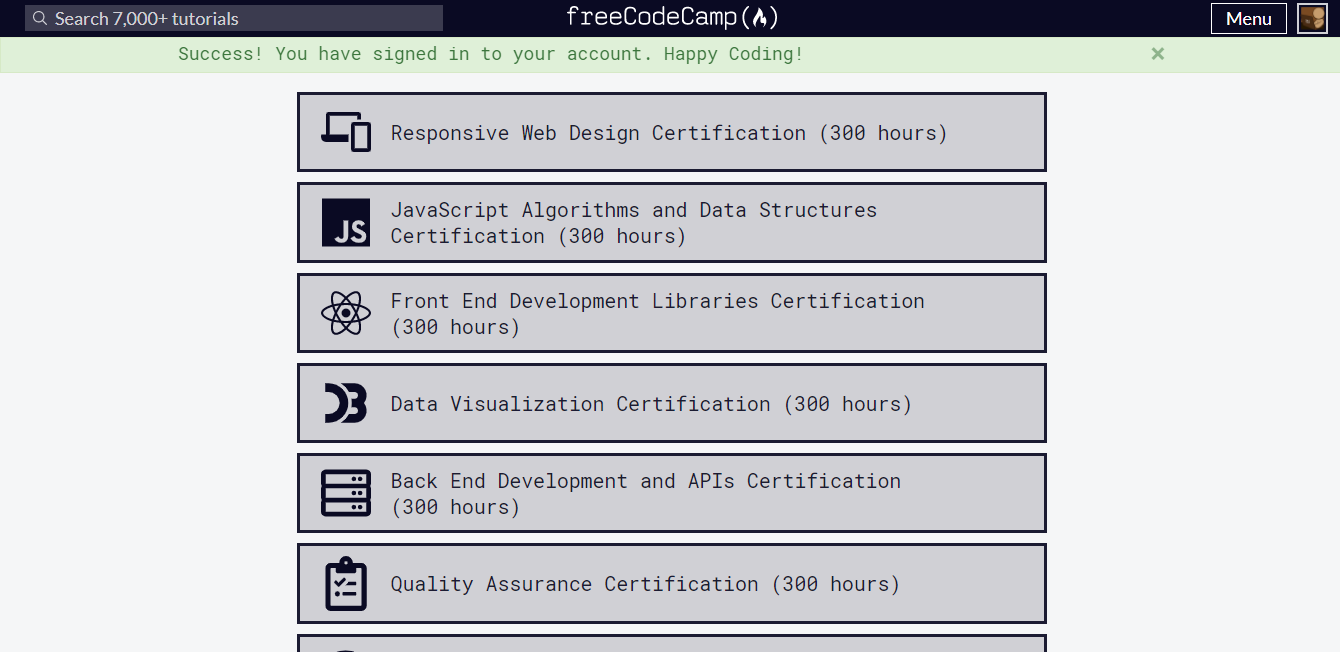 Search 7,000+ tutorials
freeCodeCamp(🔥)
Menu
Success! You have signed in to your account. Happy Coding!
×
Responsive Web Design Certification (300 hours)
JS
JavaScript Algorithms and Data Structures
Certification (300 hours)
Front End Development Libraries Certification
(300 hours)
D3
Data Visualization Certification (300 hours)
Back End Development and APIs Certification
(300 hours)
Quality Assurance Certification (300 hours)